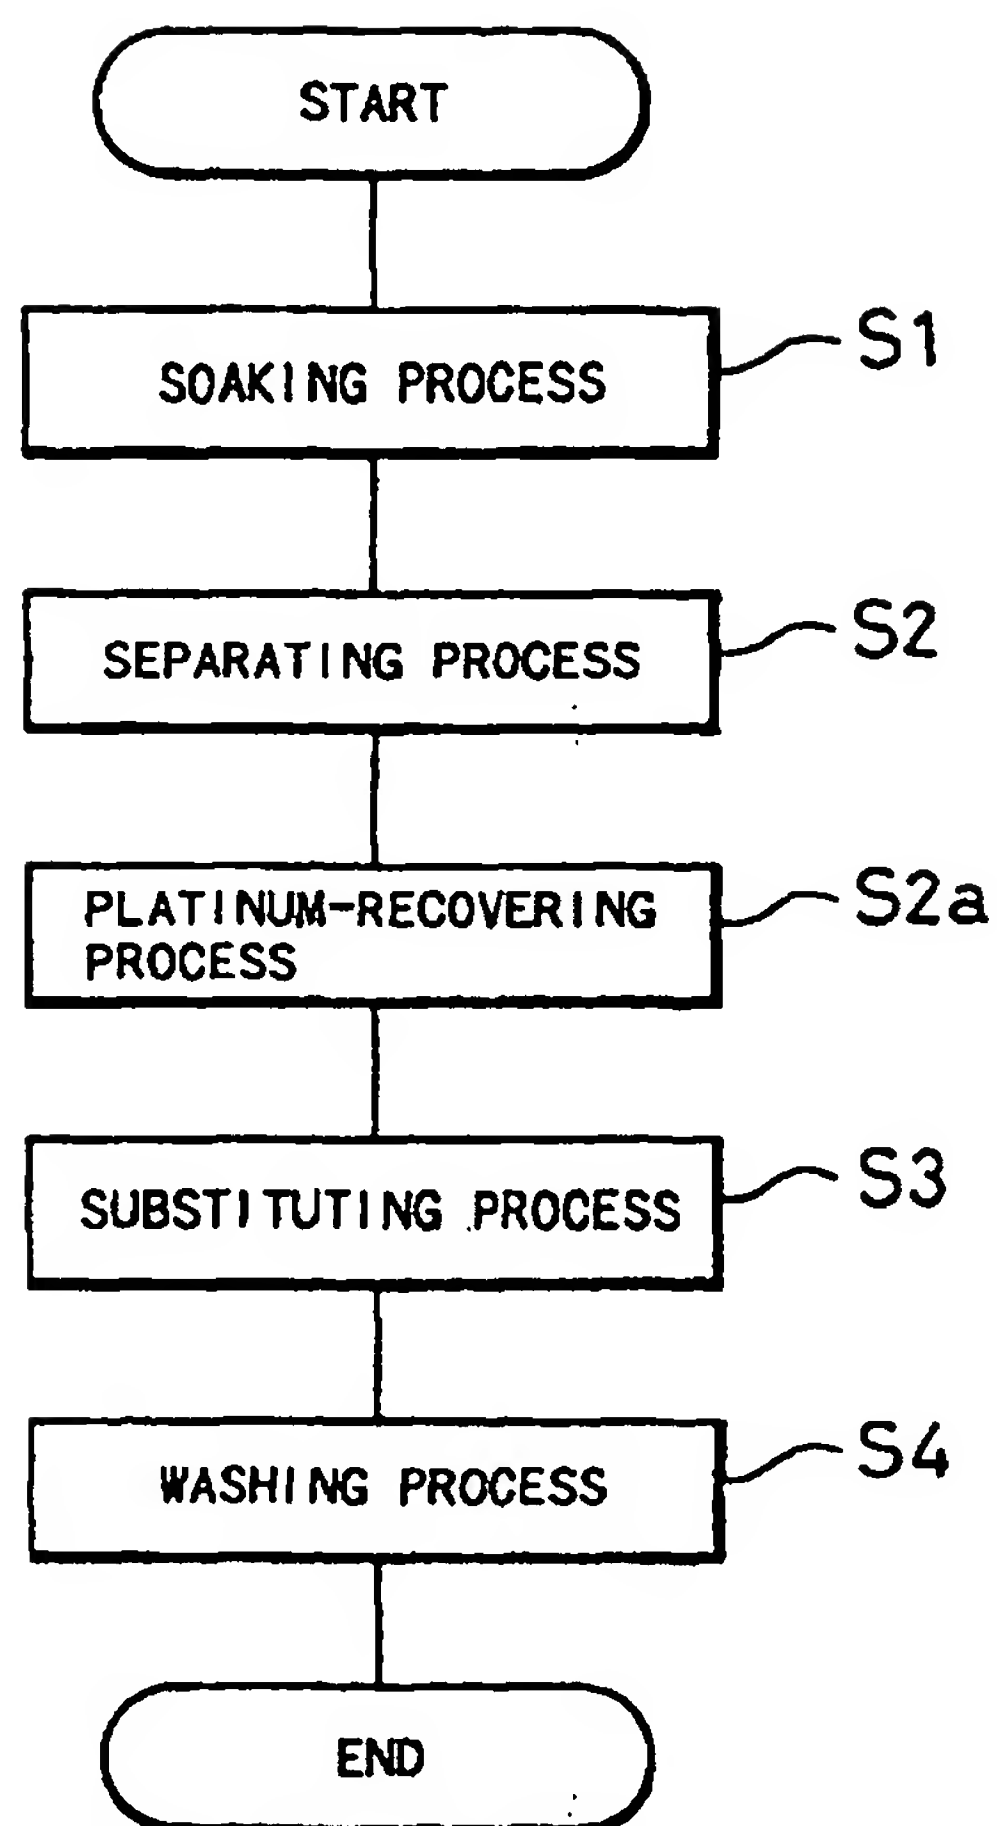 START
SOAKING PROCESS
S1
SEPARATING PROCESS
S2
PLATINUM-RECOVERING
PROCESS
S2a
SUBSTITUTING PROCESS
S3
WASHING PROCESS
S4
END